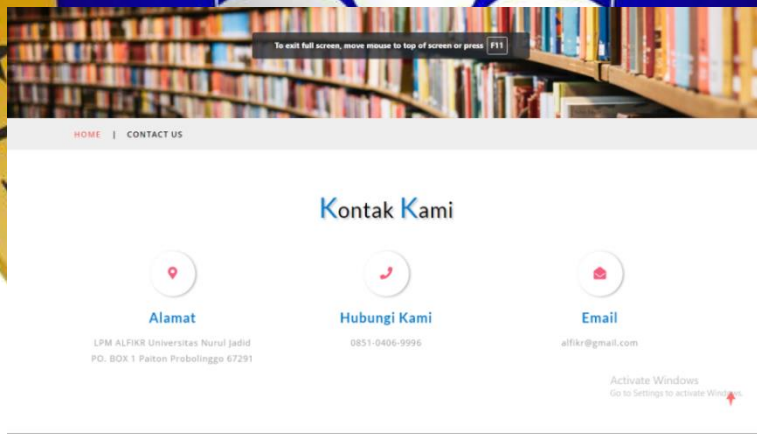 To exit full screen, move mouse to top of screen or press F11
HOME | CONTACT US
Kontak Kami
Alamat
LPM ALFIKR Universitas Nurul Jadid
PO. BOX 1 Paiton Probolinggo 67291
Hubungi Kami
0851-0406-9996
Email
alfikr@gmail.com
Activate Windows
Go to Settings to activate Windows.